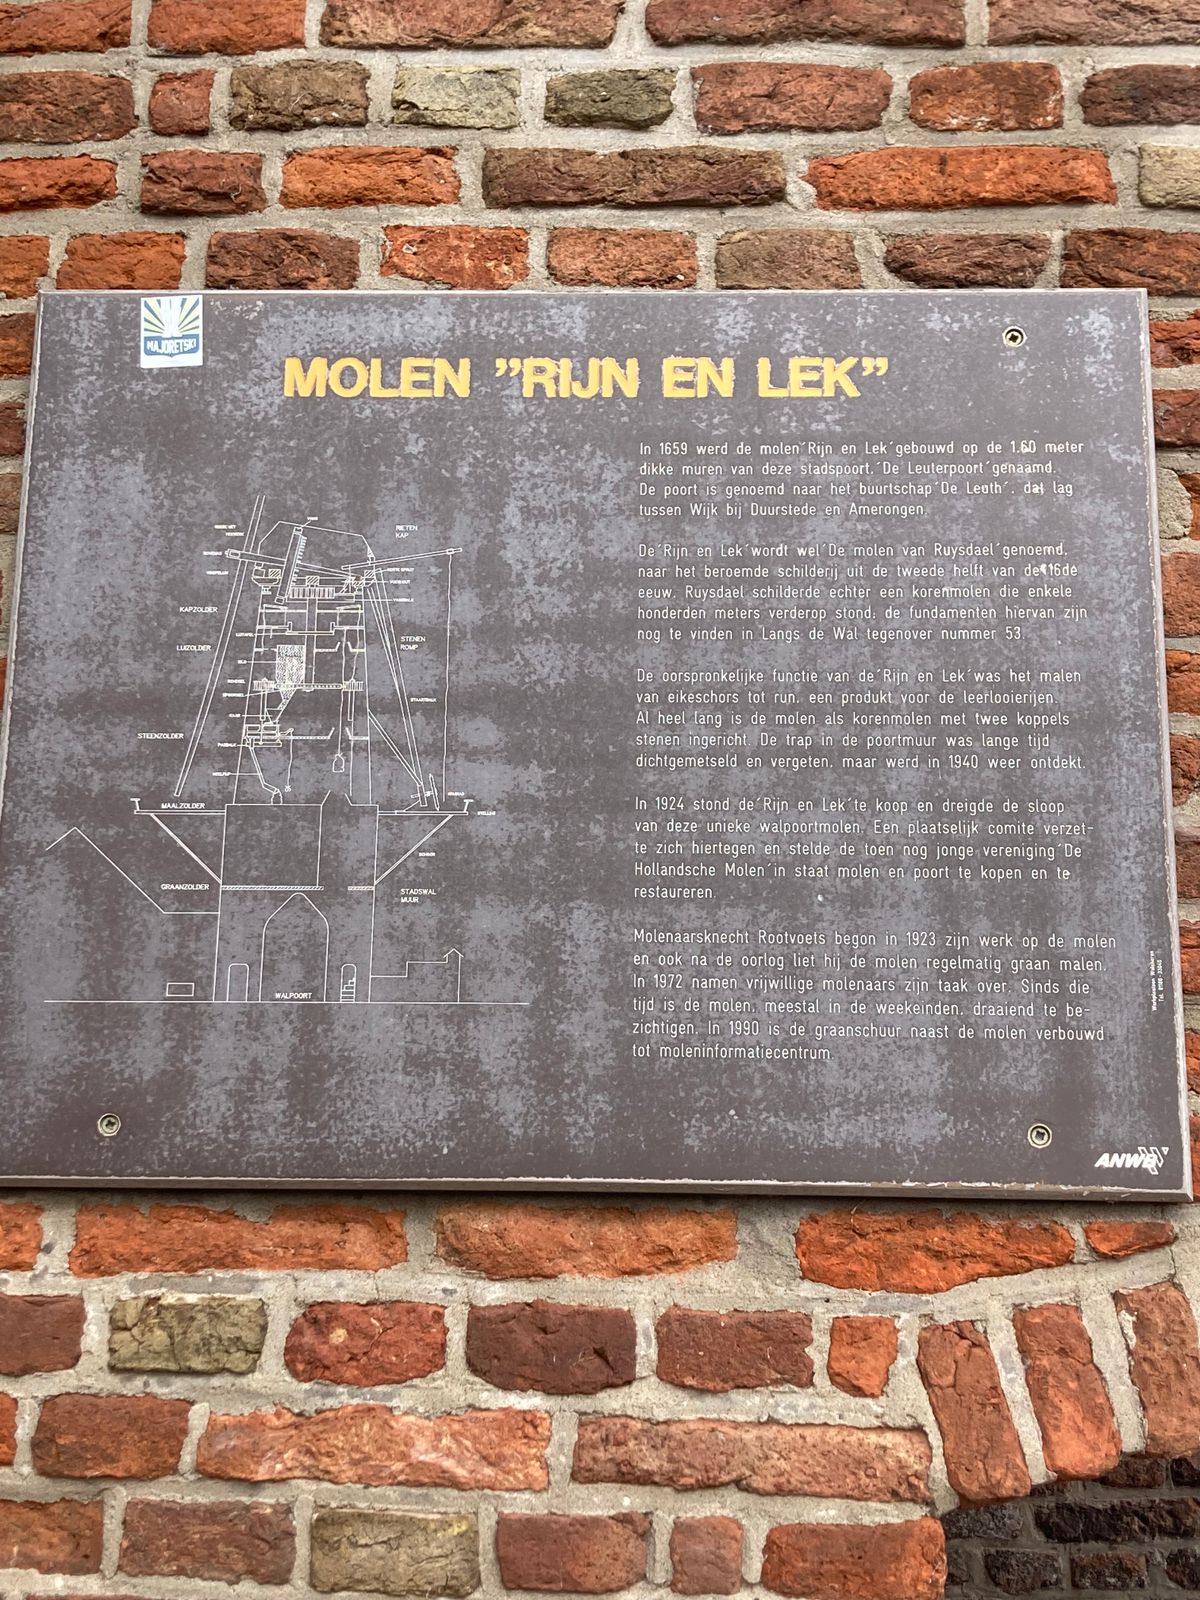 MAJORETSKI
MOLEN "RIJN EN LEK"
In 1659 werd de molen ´Rijn en Lek´ gebouwd op de 1.60 meter
dikke muren van deze stadspoort, ´De Leuterpoort´ genaamd.
De poort is genoemd naar het buurtschap ´De Leuth´, dat lag
tussen Wijk bij Duurstede en Amerongen.
De ´Rijn en Lek´ wordt wel ´De molen van Ruysdael´ genoemd,
naar het beroemde schilderij uit de tweede helft van de 16de
eeuw. Ruysdael schilderde echter een korenmolen die enkele
honderden meters verderop stond; de fundamenten hiervan zijn
nog te vinden in Langs de Wal tegenover nummer 53.
De oorspronkelijke functie van de ´Rijn en Lek´ was het malen
van eikeschors tot run, een produkt voor de leerlooierijen.
Al heel lang is de molen als korenmolen met twee koppels
stenen ingericht. De trap in de poortmuur was lange tijd
dichtgemetseld en vergeten, maar werd in 1940 weer ontdekt.
In 1924 stond de ´Rijn en Lek´ te koop en dreigde de sloop
van deze unieke walpoortmolen. Een plaatselijk comite verzet-
te zich hiertegen en stelde de toen nog jonge vereniging ´De
Hollandsche Molen´ in staat molen en poort te kopen en te
restaureren.
Molenaarsknecht Rootvoets begon in 1923 zijn werk op de molen
en ook na de oorlog liet hij de molen regelmatig graan malen.
In 1972 namen vrijwillige molenaars zijn taak over. Sinds die
tijd is de molen, meestal in de weekeinden, draaiend te be-
zichtigen. In 1990 is de graanschuur naast de molen verbouwd
tot moleninformatiecentrum.
RIETEN
KAP
KAPZOLDER
LUIZOLDER
STENEN
ROMP
STAARTBALK
STEENZOLDER
MAALZOLDER
GRAANZOLDER
STADSWAL
MUUR
WALPOORT
ANWB